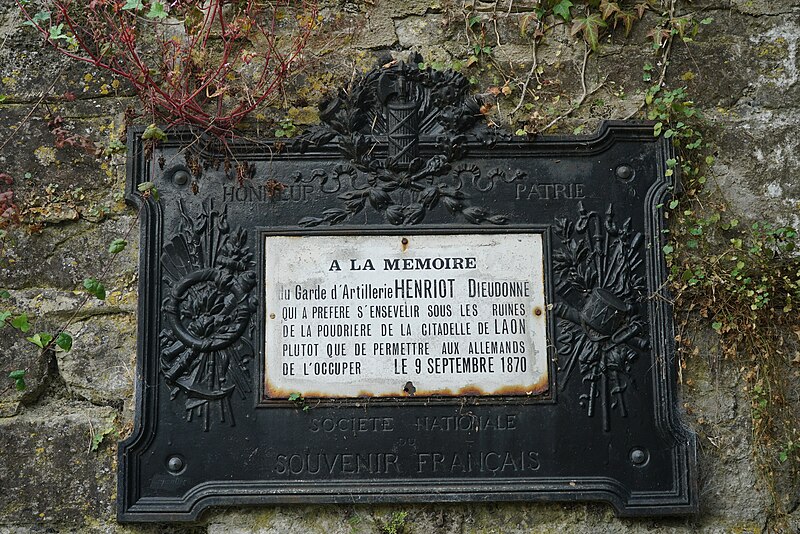 HONNEUR PATRIE
A LA MEMOIRE
du Garde d'Artillerie HENRIOT DIEUDONNE
QUI A PREFERE S'ENSEVELIR SOUS LES RUINES
DE LA POUDRIERE DE LA CITADELLE DE LAON
PLUTOT QUE DE PERMETTRE AUX ALLEMANDS
DE L'OCCUPER LE 9 SEPTEMBRE 1870
SOCIETE NATIONALE
DU
SOUVENIR FRANÇAIS